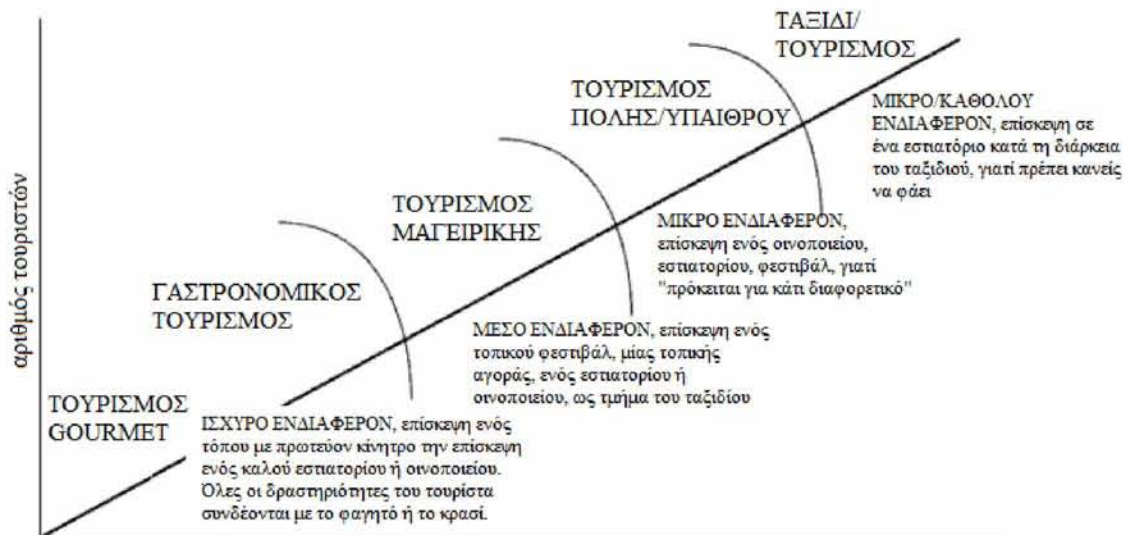 ΤΑΞΙΔΙ/
ΤΟΥΡΙΣΜΟΣ
ΤΟΥΡΙΣΜΟΣ
ΠΟΛΗΣ/ΥΠΑΙΘΡΟΥ
ΜΙΚΡΟ/ΚΑΘΟΛΟΥ
ΕΝΔΙΑΦΕΡΟΝ, επίσκεψη σε
ένα εστιατόριο κατά τη διάρκεια
του ταξιδιού, γιατί πρέπει κανείς
να φάει
ΤΟΥΡΙΣΜΟΣ
ΜΑΓΕΙΡΙΚΗΣ
ΜΙΚΡΟ ΕΝΔΙΑΦΕΡΟΝ,
επίσκεψη ενός οινοποιείου,
εστιατορίου, φεστιβάλ, γιατί
"πρόκειται για κάτι διαφορετικό"
ΓΑΣΤΡΟΝΟΜΙΚΟΣ
ΤΟΥΡΙΣΜΟΣ
ΜΕΣΟ ΕΝΔΙΑΦΕΡΟΝ, επίσκεψη ενός
τοπικού φεστιβάλ, μίας τοπικής
αγοράς, ενός εστιατορίου ή
οινοποιείου, ως τμήμα του ταξιδίου
αριθμός τουριστών
ΤΟΥΡΙΣΜΟΣ
GOURMET
ΙΣΧΥΡΟ ΕΝΔΙΑΦΕΡΟΝ, επίσκεψη ενός
τόπου με πρωτεύον κίνητρο την επίσκεψη
ενός καλού εστιατορίου ή οινοποιείου.
Όλες οι δραστηριότητες του τουρίστα
συνδέονται με το φαγητό ή το κρασί.